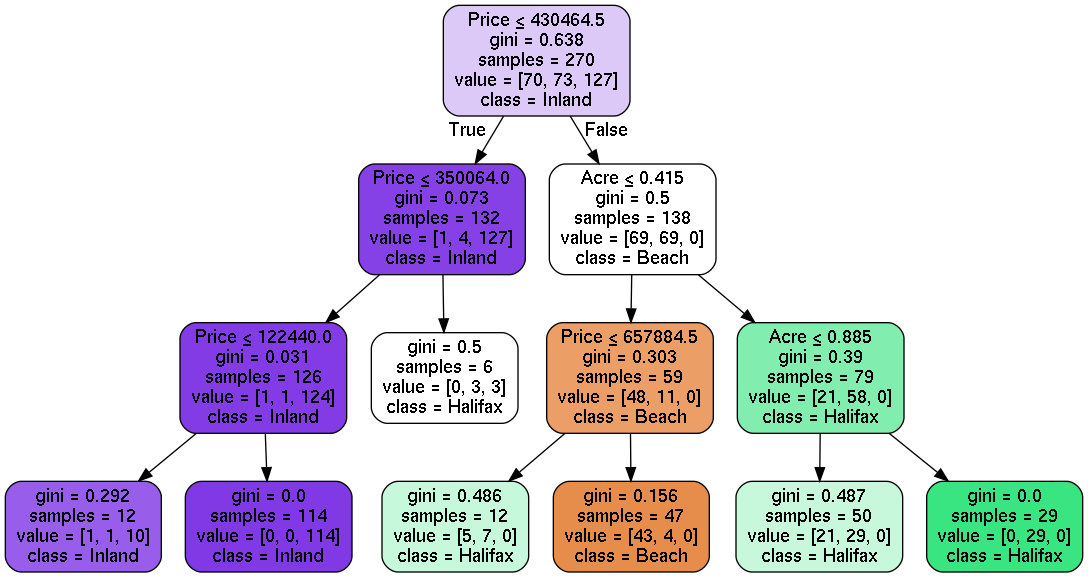 Price ≤ 430464.5
gini = 0.638
samples = 270
value = [70, 73, 127]
class = Inland
True
False
Price ≤ 350064.0
gini = 0.073
samples = 132
value = [1, 4, 127]
class = Inland
Acre ≤ 0.415
gini = 0.5
samples = 138
value = [69, 69, 0]
class = Beach
Price ≤ 122440.0
gini = 0.031
samples = 126
value = [1, 1, 124]
class = Inland
gini = 0.5
samples = 6
value = [0, 3, 3]
class = Halifax
Price ≤ 657884.5
gini = 0.303
samples = 59
value = [48, 11, 0]
class = Beach
Acre ≤ 0.885
gini = 0.39
samples = 79
value = [21, 58, 0]
class = Halifax
gini = 0.292
samples = 12
value = [1, 1, 10]
class = Inland
gini = 0.0
samples = 114
value = [0, 0, 114]
class = Inland
gini = 0.486
samples = 12
value = [5, 7, 0]
class = Halifax
gini = 0.156
samples = 47
value = [43, 4, 0]
class = Beach
gini = 0.487
samples = 50
value = [21, 29, 0]
class = Halifax
gini = 0.0
samples = 29
value = [0, 29, 0]
class = Halifax